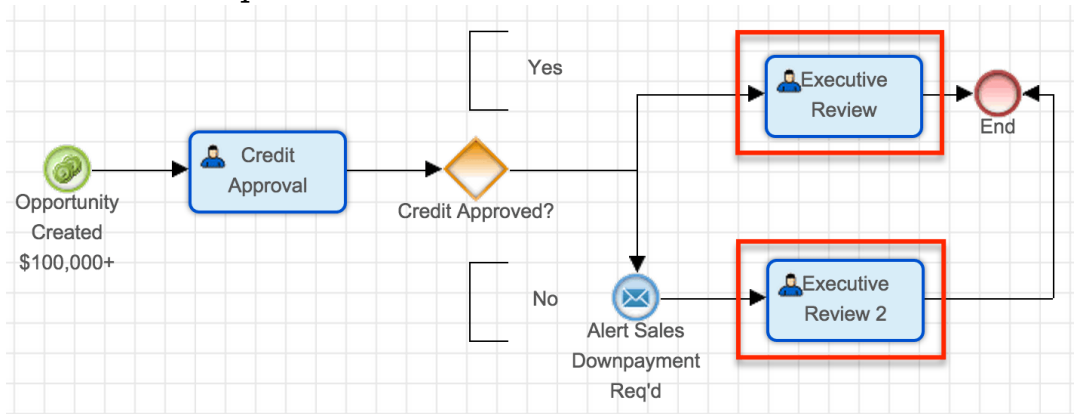 Opportunity
Created
$100,000+
Credit
Approval
Credit Approved?
Yes
No
Alert Sales
Downpayment
Req'd
Executive
Review
Executive
Review 2
End